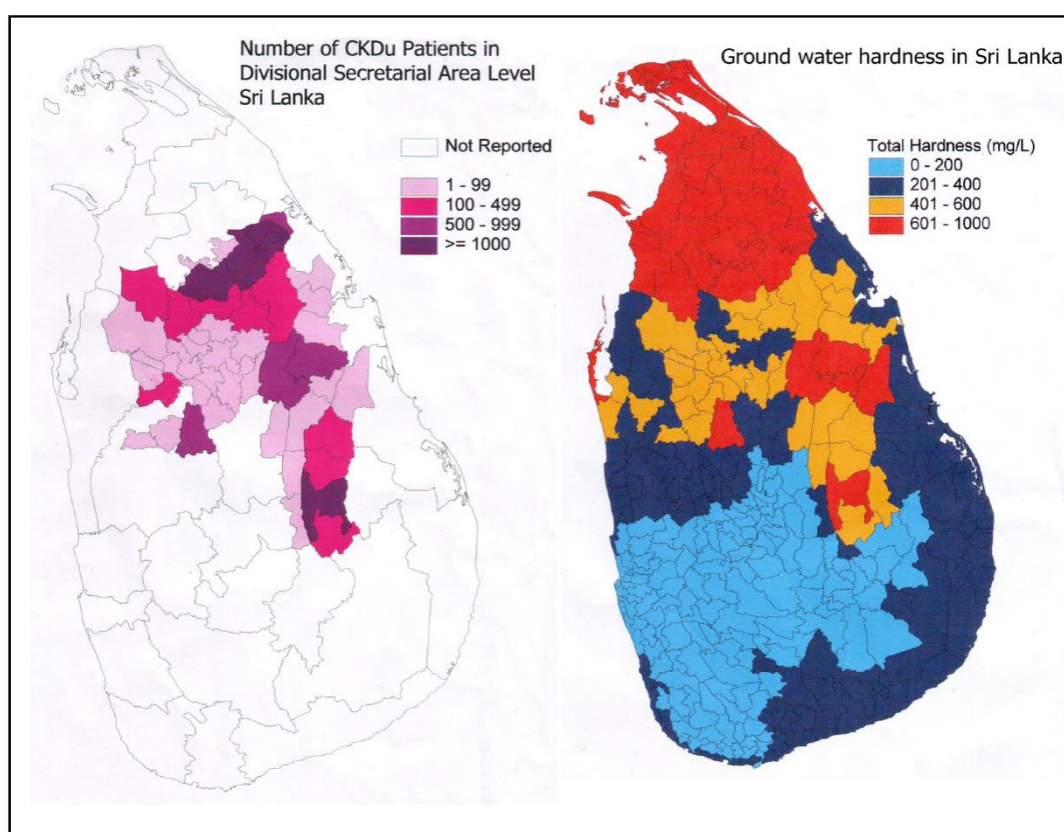 Number of CKDu Patients in
Divisional Secretarial Area Level
Sri Lanka
Not Reported
1 - 99
100 - 499
500 - 999
>= 1000
Ground water hardness in Sri Lanka
Total Hardness (mg/L)
0 - 200
201 - 400
401 - 600
601 - 1000